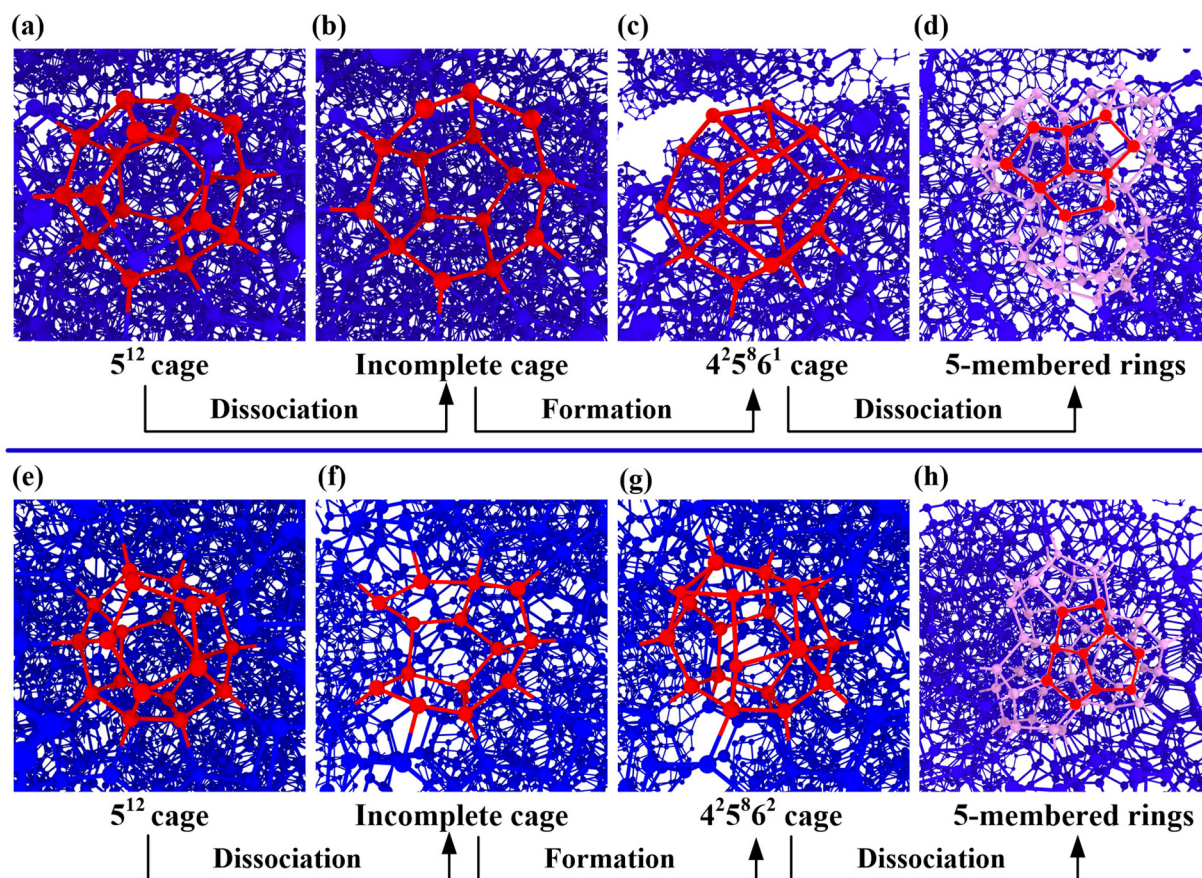 (a) (b) (c) (d)
5¹² cage Incomplete cage 4²5⁸6¹ cage 5-membered rings
Dissociation Formation Dissociation
(e) (f) (g) (h)
5¹² cage Incomplete cage 4²5⁸6² cage 5-membered rings
Dissociation Formation Dissociation